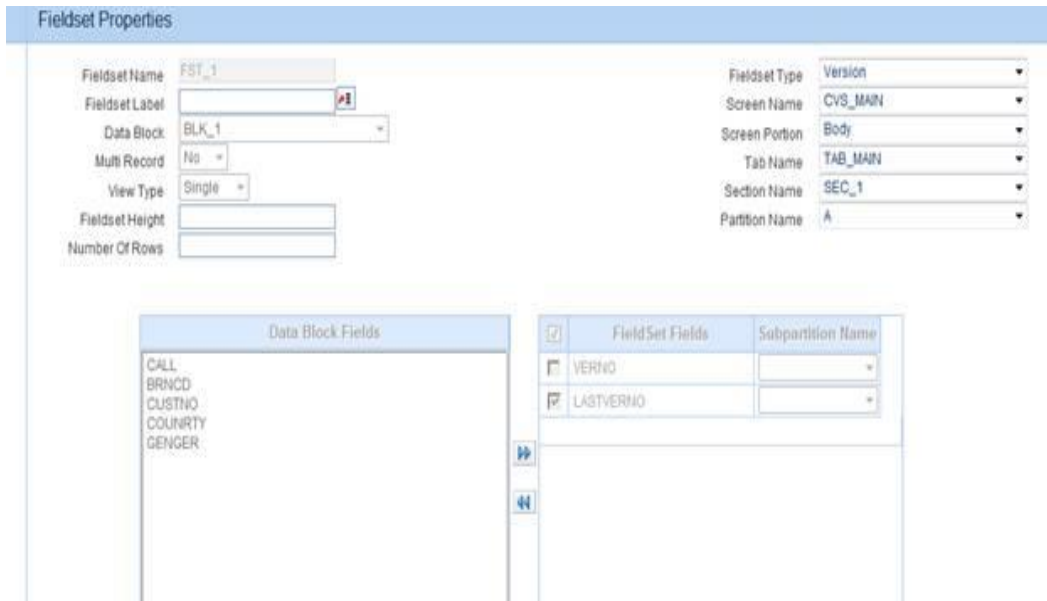 Fieldset Properties
Fieldset Name FST_1
Fieldset Label
Data Block BLK_1
Multi Record No
View Type Single
Fieldset Height
Number Of Rows
Fieldset Type Version
Screen Name CVS_MAIN
Screen Portion Body
Tab Name TAB_MAIN
Section Name SEC_1
Partition Name A
Data Block Fields
CALL
BRNCD
CUSTNO
COUNRTY
GENGER
FieldSet Fields Subpartition Name
VERNO
LASTVERNO